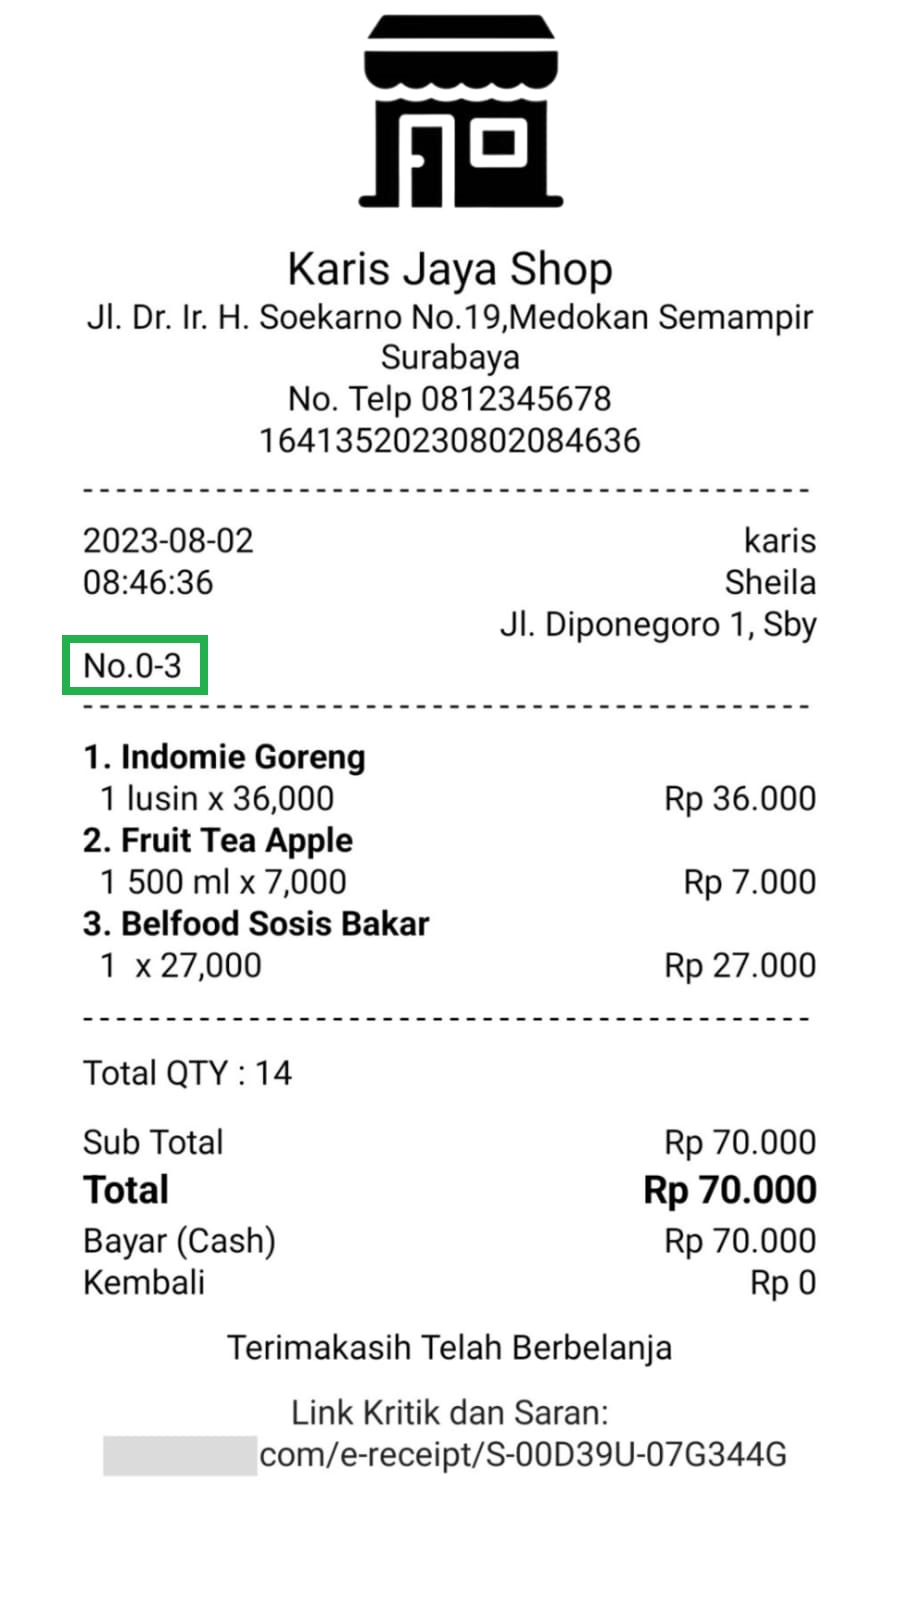 Karis Jaya Shop
Jl. Dr. Ir. H. Soekarno No.19,Medokan Semampir
Surabaya
No. Telp 0812345678
16413520230802084636
2023-08-02 karis
08:46:36 Sheila
Jl. Diponegoro 1, Sby
No.0-3
1. Indomie Goreng
1 lusin x 36,000 Rp 36.000
2. Fruit Tea Apple
1 500 ml x 7,000 Rp 7.000
3. Belfood Sosis Bakar
1 x 27,000 Rp 27.000
Total QTY : 14
Sub Total Rp 70.000
Total Rp 70.000
Bayar (Cash) Rp 70.000
Kembali Rp 0
Terimakasih Telah Berbelanja
Link Kritik dan Saran:
com/e-receipt/S-00D39U-07G344G